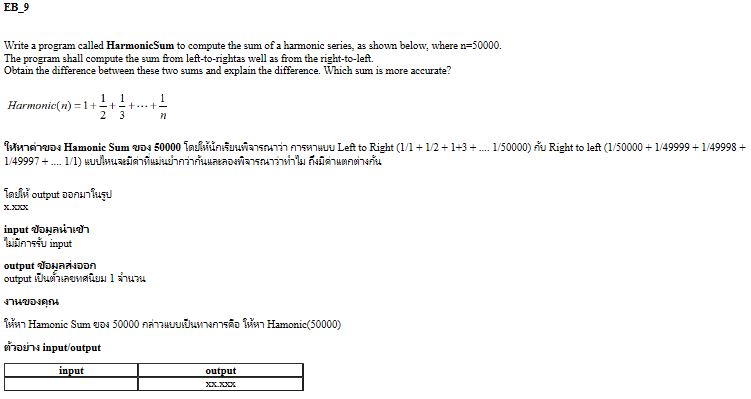 EB_9
Write a program called HarmonicSum to compute the sum of a harmonic series, as shown below, where n=50000.
The program shall compute the sum from left-to-rightas well as from the right-to-left.
Obtain the difference between these two sums and explain the difference. Which sum is more accurate?
Harmonic(n) = 1 + 1/2 + 1/3 + ⋯ + 1/n
ให้หาค่าของ Hamonic Sum ของ 50000 โดยให้นักเรียนพิจารณาว่า การหาแบบ Left to Right (1/1 + 1/2 + 1+3 + .... 1/50000) กับ Right to left (1/50000 + 1/49999 + 1/49998 +
1/49997 + .... 1/1) แบบไหนจะมีค่าที่แม่นยำกว่ากันและลองพิจารณาว่าทำไม ถึงมีค่าแตกต่างกัน
โดยให้ output ออกมาในรูป
x.xxx
input ข้อมูลนำเข้า
ไม่มีการรับ input
output ข้อมูลส่งออก
output เป็นตัวเลขทศนิยม 1 จำนวน
งานของคุณ
ให้หา Hamonic Sum ของ 50000 กล่าวแบบเป็นทางการคือ ให้หา Hamonic(50000)
ตัวอย่าง input/output
input output
xx.xxx